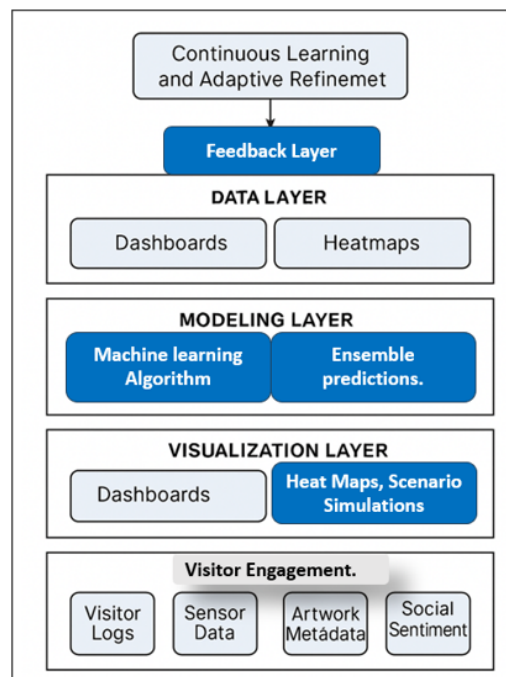 Continuous Learning
and Adaptive Refinemet
Feedback Layer
DATA LAYER
Dashboards
Heatmaps
MODELING LAYER
Machine learning
Algorithm
Ensemble
predictions.
VISUALIZATION LAYER
Dashboards
Heat Maps, Scenario
Simulations
Visitor Engagement.
Visitor
Logs
Sensor
Data
Artwork
Metádata
Social
Sentiment